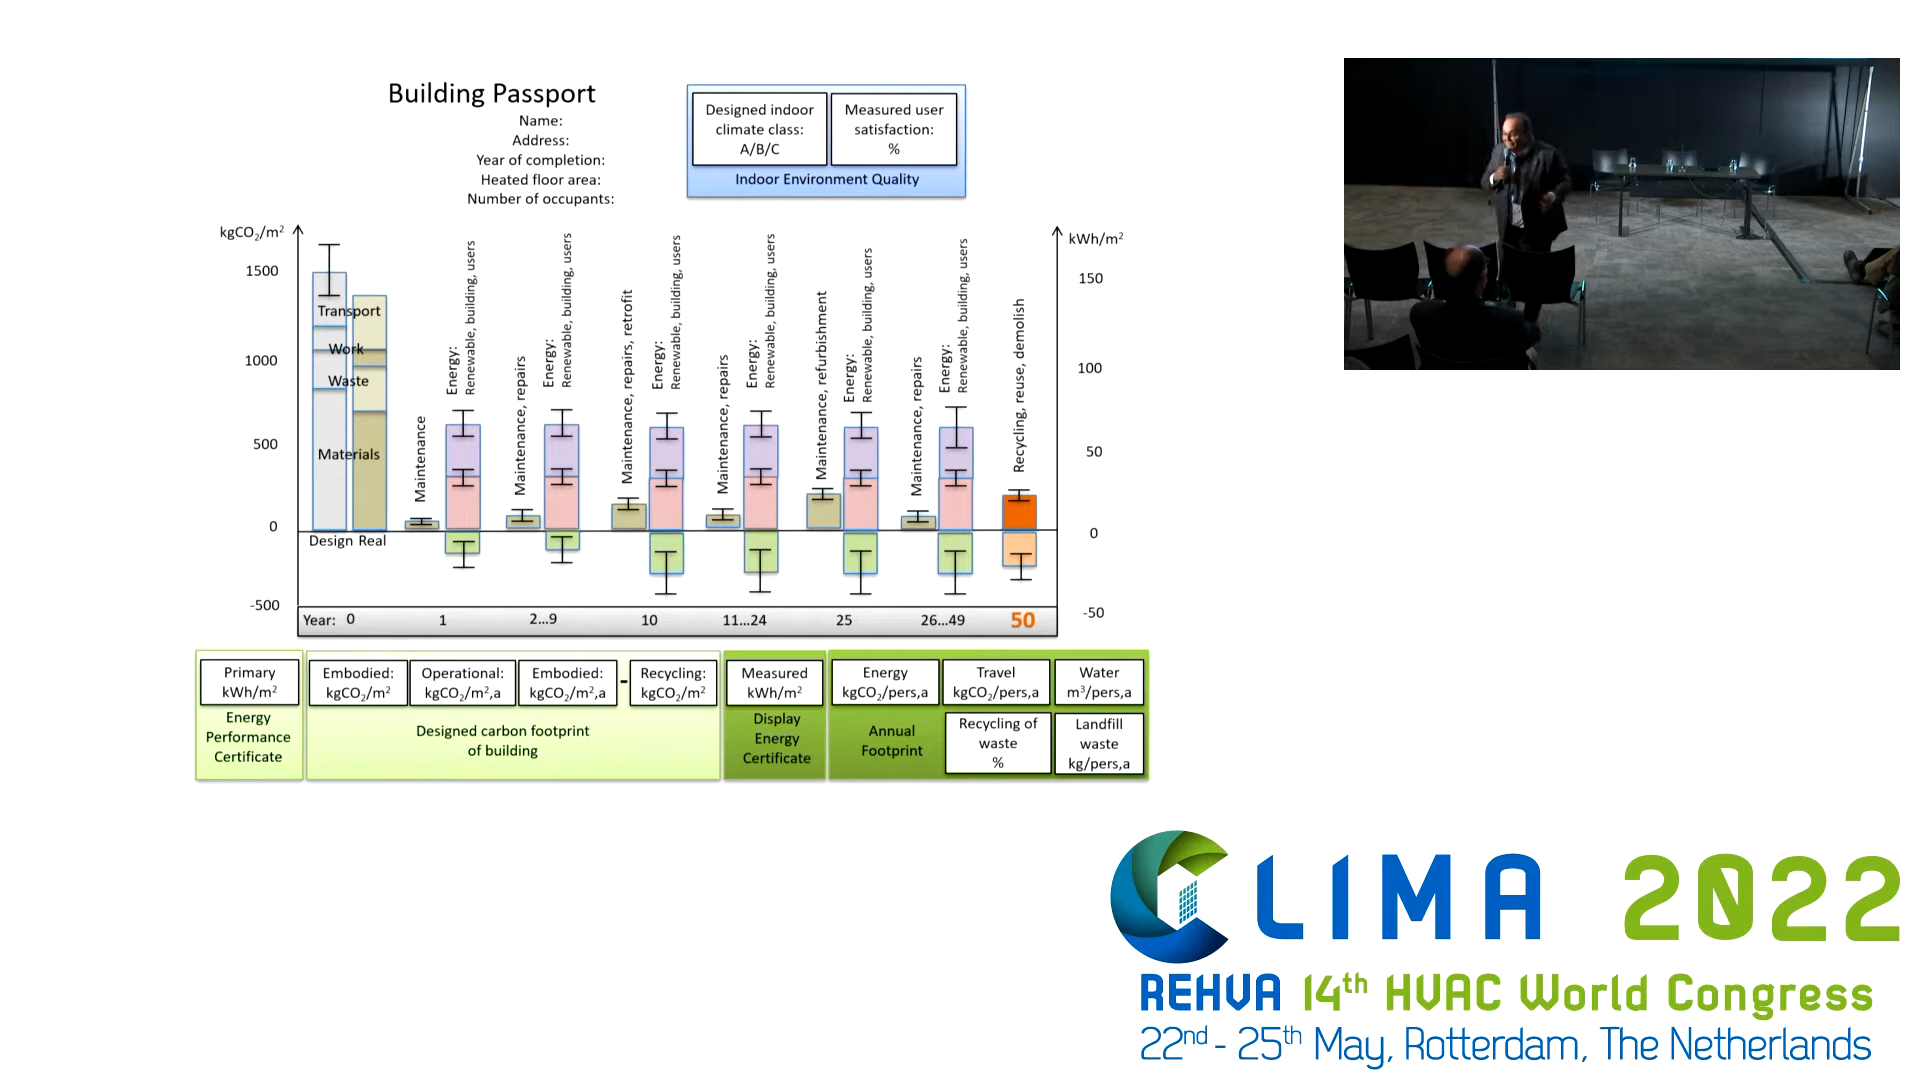 Building Passport
Name:
Address:
Year of completion:
Heated floor area:
Number of occupants:
Designed indoor
climate class:
A/B/C
Measured user
satisfaction:
%
Indoor Environment Quality
kgCO2/m²
1500
1000
500
0
-500
kWh/m²
150
100
50
0
-50
Transport
Work
Waste
Materials
Design Real
Maintenance
Energy:
Renewable, building, users
Maintenance, repairs
Energy:
Renewable, building, users
Maintenance, repairs, retrofit
Energy:
Renewable, building, users
Maintenance, repairs
Energy:
Renewable, building, users
Maintenance, refurbishment
Energy:
Renewable, building, users
Maintenance, repairs
Energy:
Renewable, building, users
Recycling, reuse, demolish
Year: 0 1 2...9 10 11...24 25 26...49 50
Primary
kWh/m²
Energy
Performance
Certificate
Embodied:
kgCO2/m²
Operational:
kgCO2/m²,a
Embodied:
kgCO2/m²,a
-
Recycling:
kgCO2/m²
Designed carbon footprint
of building
Measured
kWh/m²
Display
Energy
Certificate
Energy
kgCO2/pers,a
Travel
kgCO2/pers,a
Water
m³/pers,a
Annual
Footprint
Recycling of
waste
%
Landfill
waste
kg/pers,a
CLIMA 2022
REHVA 14th HVAC World Congress
22nd - 25th May, Rotterdam, The Netherlands